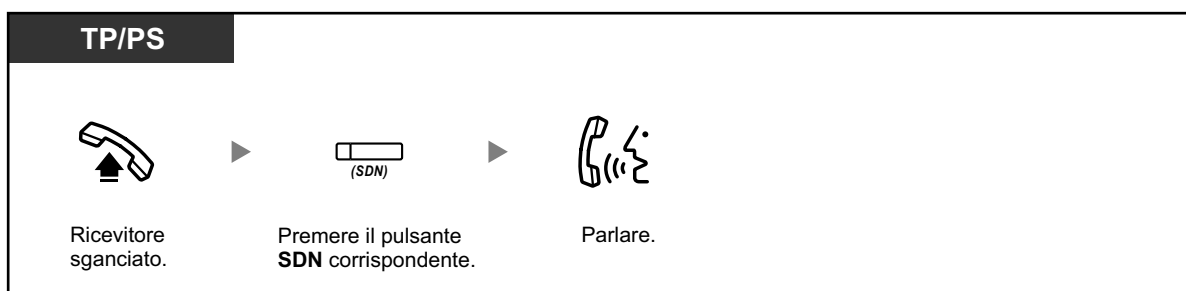 TP/PS
(SDN)
Ricevitore
sganciato.
Premere il pulsante
SDN corrispondente.
Parlare.